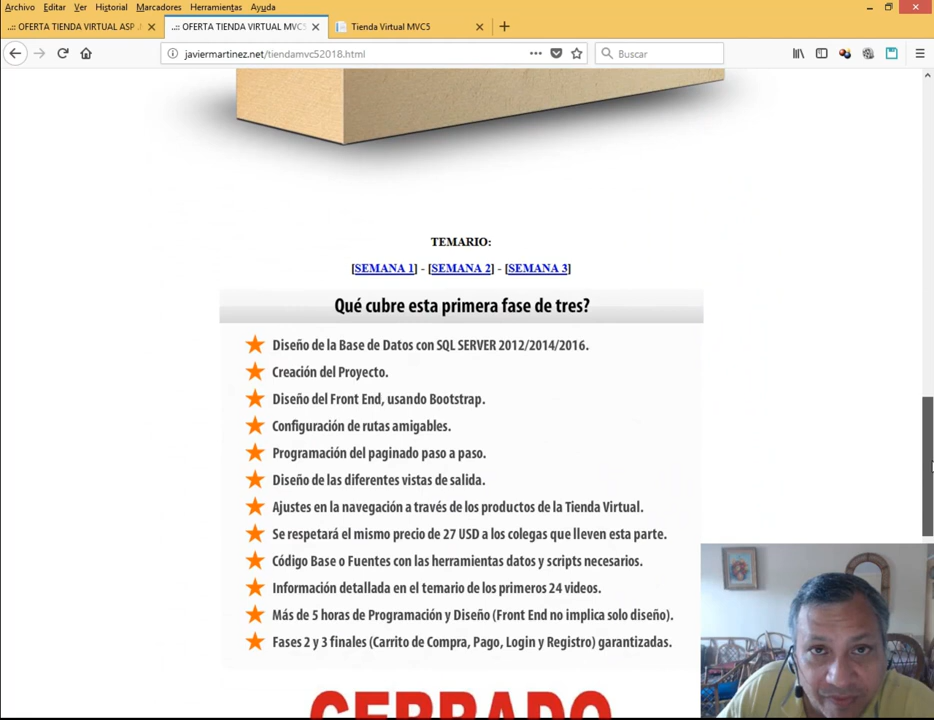 Archivo Editar Ver Historial Marcadores Herramientas Ayuda
..:: OFERTA TIENDA VIRTUAL ASP ..:: OFERTA TIENDA VIRTUAL MVC5 Tienda Virtual MVC5
javiermartinez.net/tiendamvc52018.html Buscar
TEMARIO:
[SEMANA 1] - [SEMANA 2] - [SEMANA 3]
Qué cubre esta primera fase de tres?
Diseño de la Base de Datos con SQL SERVER 2012/2014/2016.
Creación del Proyecto.
Diseño del Front End, usando Bootstrap.
Configuración de rutas amigables.
Programación del paginado paso a paso.
Diseño de las diferentes vistas de salida.
Ajustes en la navegación a través de los productos de la Tienda Virtual.
Se respetará el mismo precio de 27 USD a los colegas que lleven esta parte.
Código Base o Fuentes con las herramientas datos y scripts necesarios.
Información detallada en el temario de los primeros 24 videos.
Más de 5 horas de Programación y Diseño (Front End no implica solo diseño).
Fases 2 y 3 finales (Carrito de Compra, Pago, Login y Registro) garantizadas.
CERRADO